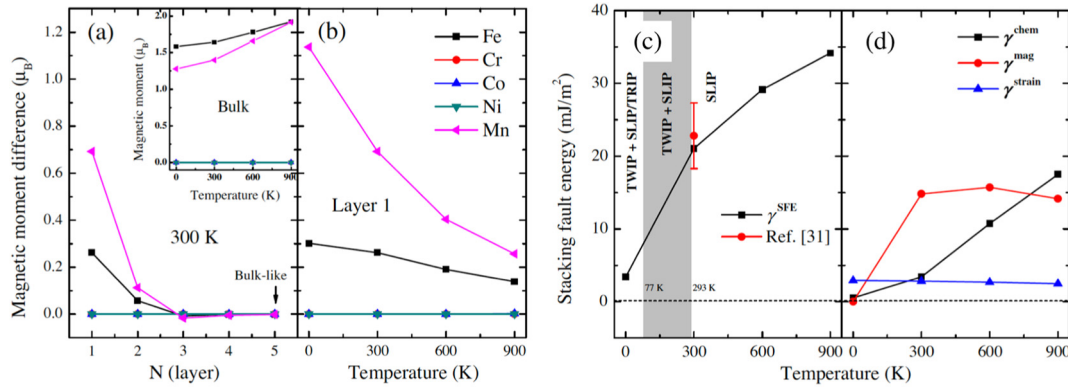 (a)
Magnetic moment difference (μB)
1.2
1.0
0.8
0.6
0.4
0.2
0.0
1
2
3
4
5
N (layer)
300 K
Bulk-like
Magnetic moment (μB)
2.0
1.5
1.0
0.5
0.0
Bulk
0
300
600
900
Temperature (K)
(b)
Fe
Cr
Co
Ni
Mn
Layer 1
0
300
600
900
Temperature (K)
(c)
Stacking fault energy (mJ/m²)
40
30
20
10
0
TWIP + SLIP/TRIP
TWIP + SLIP
SLIP
γSFE
Ref. [31]
77 K
293 K
0
300
600
900
(d)
γchem
γmag
γstrain
0
300
600
900
Temperature (K)